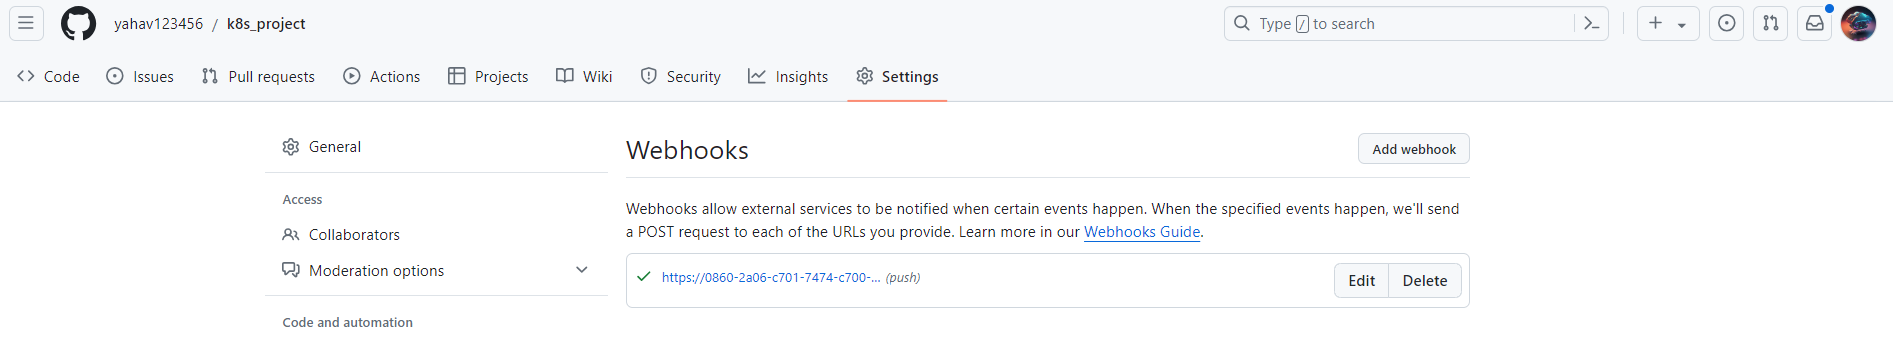 yahav123456 / k8s_project
Type / to search
Code Issues Pull requests Actions Projects Wiki Security Insights Settings
General
Access
Collaborators
Moderation options
Code and automation
Webhooks
Add webhook
Webhooks allow external services to be notified when certain events happen. When the specified events happen, we'll send
a POST request to each of the URLs you provide. Learn more in our Webhooks Guide.
https://0860-2a06-c701-7474-c700-... (push)
Edit Delete